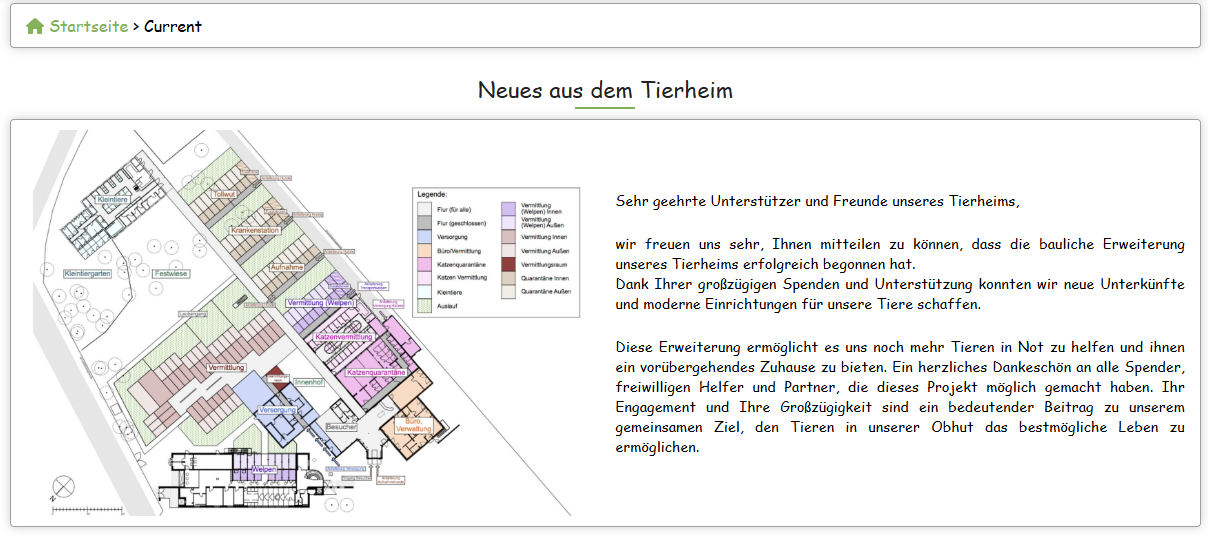 Startseite > Current
Neues aus dem Tierheim
Kleintiere
Tollwut
Krankenstation
Aufnahme
Kleintiergarten
Festwiese
Vermittlung (Welpen)
Katzenvermittlung
Vermittlung
Katzenquarantäne
Innenhof
Versorgung
Besucher
Büro,
Verwaltung
Welpen
N
Legende:
Flur (für alle)
Flur (geschlossen)
Versorgung
Büro/Vermittlung
Katzenquarantäne
Katzen Vermittlung
Kleintiere
Auslauf
Vermittlung
(Welpen) Innen
Vermittlung
(Welpen) Außen
Vermittlung Innen
Vermittlung Außen
Vermittlungsraum
Quarantäne Innen
Quarantäne Außen
Sehr geehrte Unterstützer und Freunde unseres Tierheims,
wir freuen uns sehr, Ihnen mitteilen zu können, dass die bauliche Erweiterung
unseres Tierheims erfolgreich begonnen hat.
Dank Ihrer großzügigen Spenden und Unterstützung konnten wir neue Unterkünfte
und moderne Einrichtungen für unsere Tiere schaffen.
Diese Erweiterung ermöglicht es uns noch mehr Tieren in Not zu helfen und ihnen
ein vorübergehendes Zuhause zu bieten. Ein herzliches Dankeschön an alle Spender,
freiwilligen Helfer und Partner, die dieses Projekt möglich gemacht haben. Ihr
Engagement und Ihre Großzügigkeit sind ein bedeutender Beitrag zu unserem
gemeinsamen Ziel, den Tieren in unserer Obhut das bestmögliche Leben zu
ermöglichen.